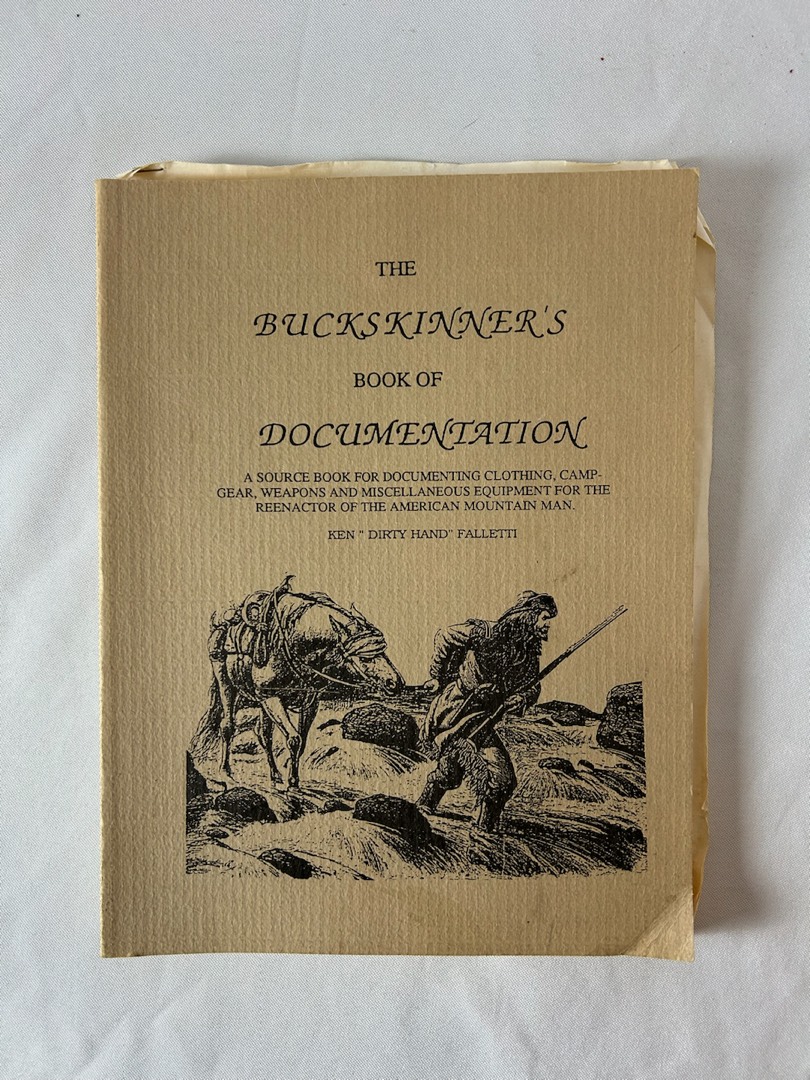 THE
BUCKSKINNER'S
BOOK OF
DOCUMENTATION
A SOURCE BOOK FOR DOCUMENTING CLOTHING, CAMP-
GEAR, WEAPONS AND MISCELLANEOUS EQUIPMENT FOR THE
REENACTOR OF THE AMERICAN MOUNTAIN MAN.
KEN " DIRTY HAND" FALLETTI